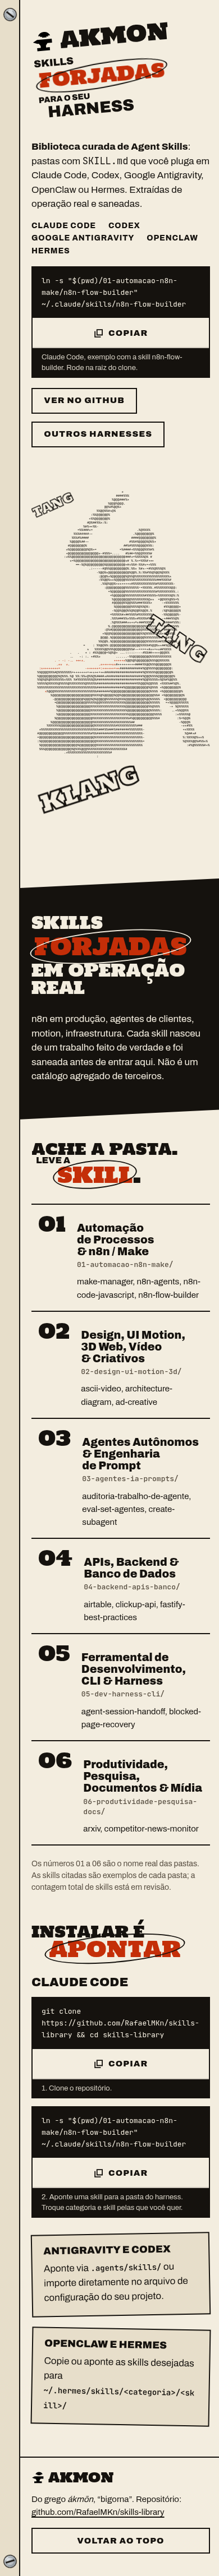 AKMON
SKILLS
FORJADAS
PARA O SEU
HARNESS
Biblioteca curada de Agent Skills:
pastas com SKILL.md que você pluga em
Claude Code, Codex, Google Antigravity,
OpenClaw ou Hermes. Extraídas de
operação real e saneadas.
CLAUDE CODE CODEX
GOOGLE ANTIGRAVITY OPENCLAW
HERMES
ln -s "$(pwd)/01-automacao-n8n-
make/n8n-flow-builder"
~/.claude/skills/n8n-flow-builder
COPIAR
Claude Code, exemplo com a skill n8n-flow-
builder. Rode na raiz do clone.
VER NO GITHUB
OUTROS HARNESSES
TANG
TANG
KLANG
SKILLS
FORJADAS
EM OPERAÇÃO
REAL
n8n em produção, agentes de clientes,
motion, infraestrutura. Cada skill nasceu
de um trabalho feito de verdade e foi
saneada antes de entrar aqui. Não é um
catálogo agregado de terceiros.
ACHE A PASTA.
LEVE A
SKILL.
01
Automação
de Processos
& n8n / Make
01-automacao-n8n-make/
make-manager, n8n-agents, n8n-
code-javascript, n8n-flow-builder
02
Design, UI Motion,
3D Web, Vídeo
& Criativos
02-design-ui-motion-3d/
ascii-video, architecture-
diagram, ad-creative
03
Agentes Autônomos
& Engenharia
de Prompt
03-agentes-ia-prompts/
auditoria-trabalho-de-agente,
eval-set-agentes, create-
subagent
04
APIs, Backend &
Banco de Dados
04-backend-apis-banco/
airtable, clickup-api, fastify-
best-practices
05
Ferramental de
Desenvolvimento,
CLI & Harness
05-dev-harness-cli/
agent-session-handoff, blocked-
page-recovery
06
Produtividade,
Pesquisa,
Documentos & Mídia
06-produtividade-pesquisa-
docs/
arxiv, competitor-news-monitor
Os números 01 a 06 são o nome real das pastas.
As skills citadas são exemplos de cada pasta; a
contagem total de skills está em revisão.
INSTALAR É
APONTAR
CLAUDE CODE
git clone
https://github.com/RafaelMKn/skills-
library && cd skills-library
COPIAR
1. Clone o repositório.
ln -s "$(pwd)/01-automacao-n8n-
make/n8n-flow-builder"
~/.claude/skills/n8n-flow-builder
COPIAR
2. Aponte uma skill para a pasta do harness.
Troque categoria e skill pelas que você quer.
ANTIGRAVITY E CODEX
Aponte via .agents/skills/ ou
importe diretamente no arquivo de
configuração do seu projeto.
OPENCLAW E HERMES
Copie ou aponte as skills desejadas
para
~/.hermes/skills/<categoria>/<sk
ill>/
AKMON
Do grego ákmōn, “bigorna”. Repositório:
github.com/RafaelMKn/skills-library
VOLTAR AO TOPO